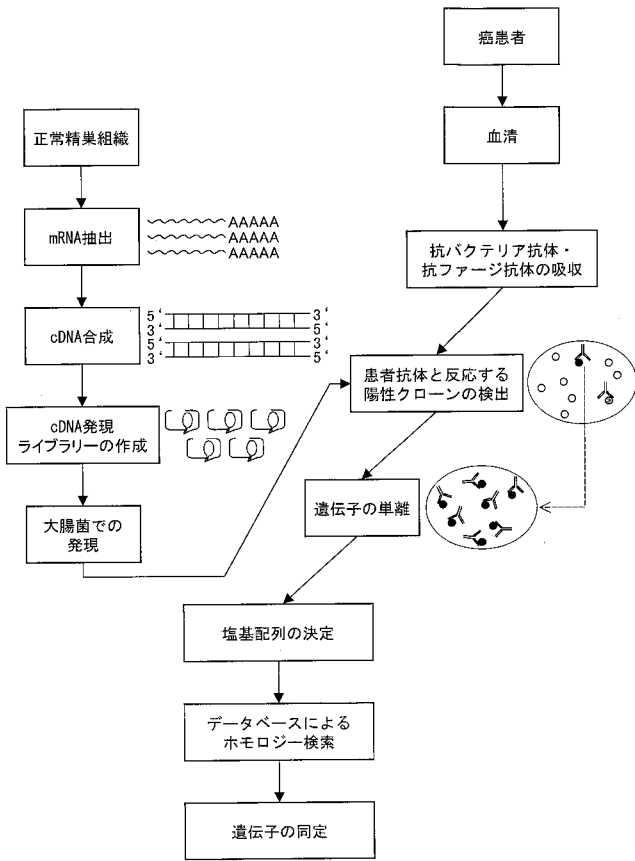 癌患者
血清
抗バクテリア抗体・
抗ファージ抗体の吸収
正常精巣組織
mRNA抽出
AAAAA
AAAAA
AAAAA
cDNA合成
5‘ 3‘
3‘ 5‘
5‘ 3‘
3‘ 5‘
cDNA発現
ライブラリーの作成
大腸菌での
発現
患者抗体と反応する
陽性クローンの検出
遺伝子の単離
塩基配列の決定
データベースによる
ホモロジー検索
遺伝子の同定